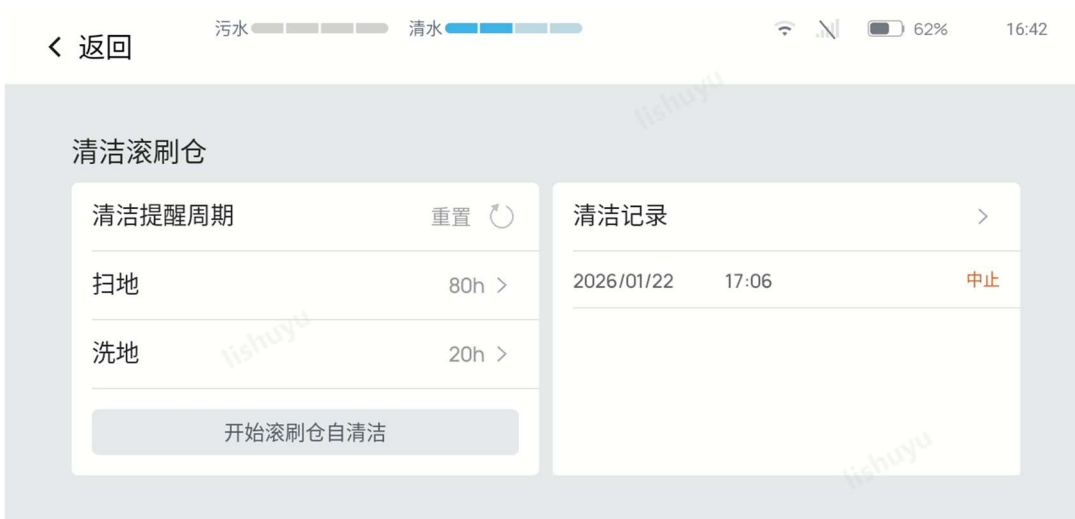 返回 污水 清水 62% 16:42
清洁滚刷仓
清洁提醒周期 重置
扫地 80h
洗地 20h
开始滚刷仓自清洁
清洁记录
2026/01/22 17:06 中止
lishuyu
lishuyu
lishuyu